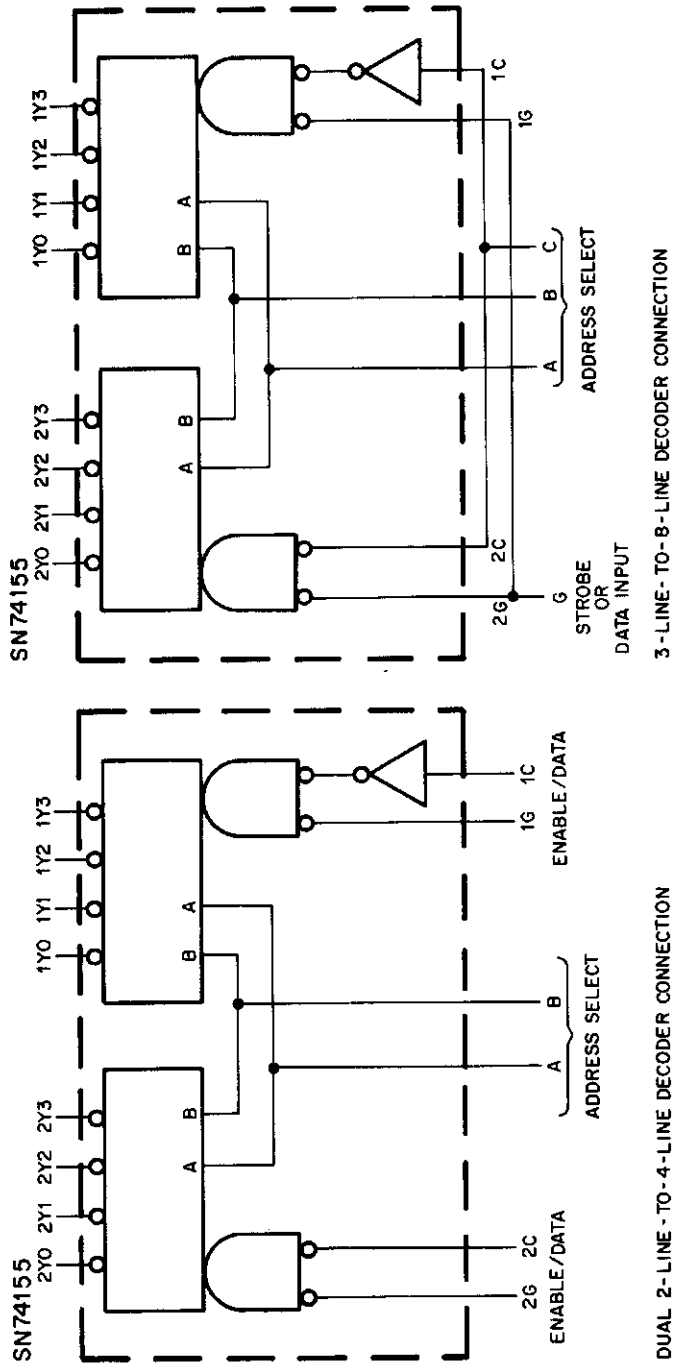 SN74155
2Y0 2Y1 2Y2 2Y3 1Y0 1Y1 1Y2 1Y3
A B B A
2G 2C A B 1G 1C
ENABLE/DATA ADDRESS SELECT ENABLE/DATA
DUAL 2-LINE-TO-4-LINE DECODER CONNECTION
SN74155
2Y0 2Y1 2Y2 2Y3 1Y0 1Y1 1Y2 1Y3
A B B A
2G 2C 1G 1C
G A B C
STROBE
OR
DATA INPUT
ADDRESS SELECT
3-LINE-TO-8-LINE DECODER CONNECTION